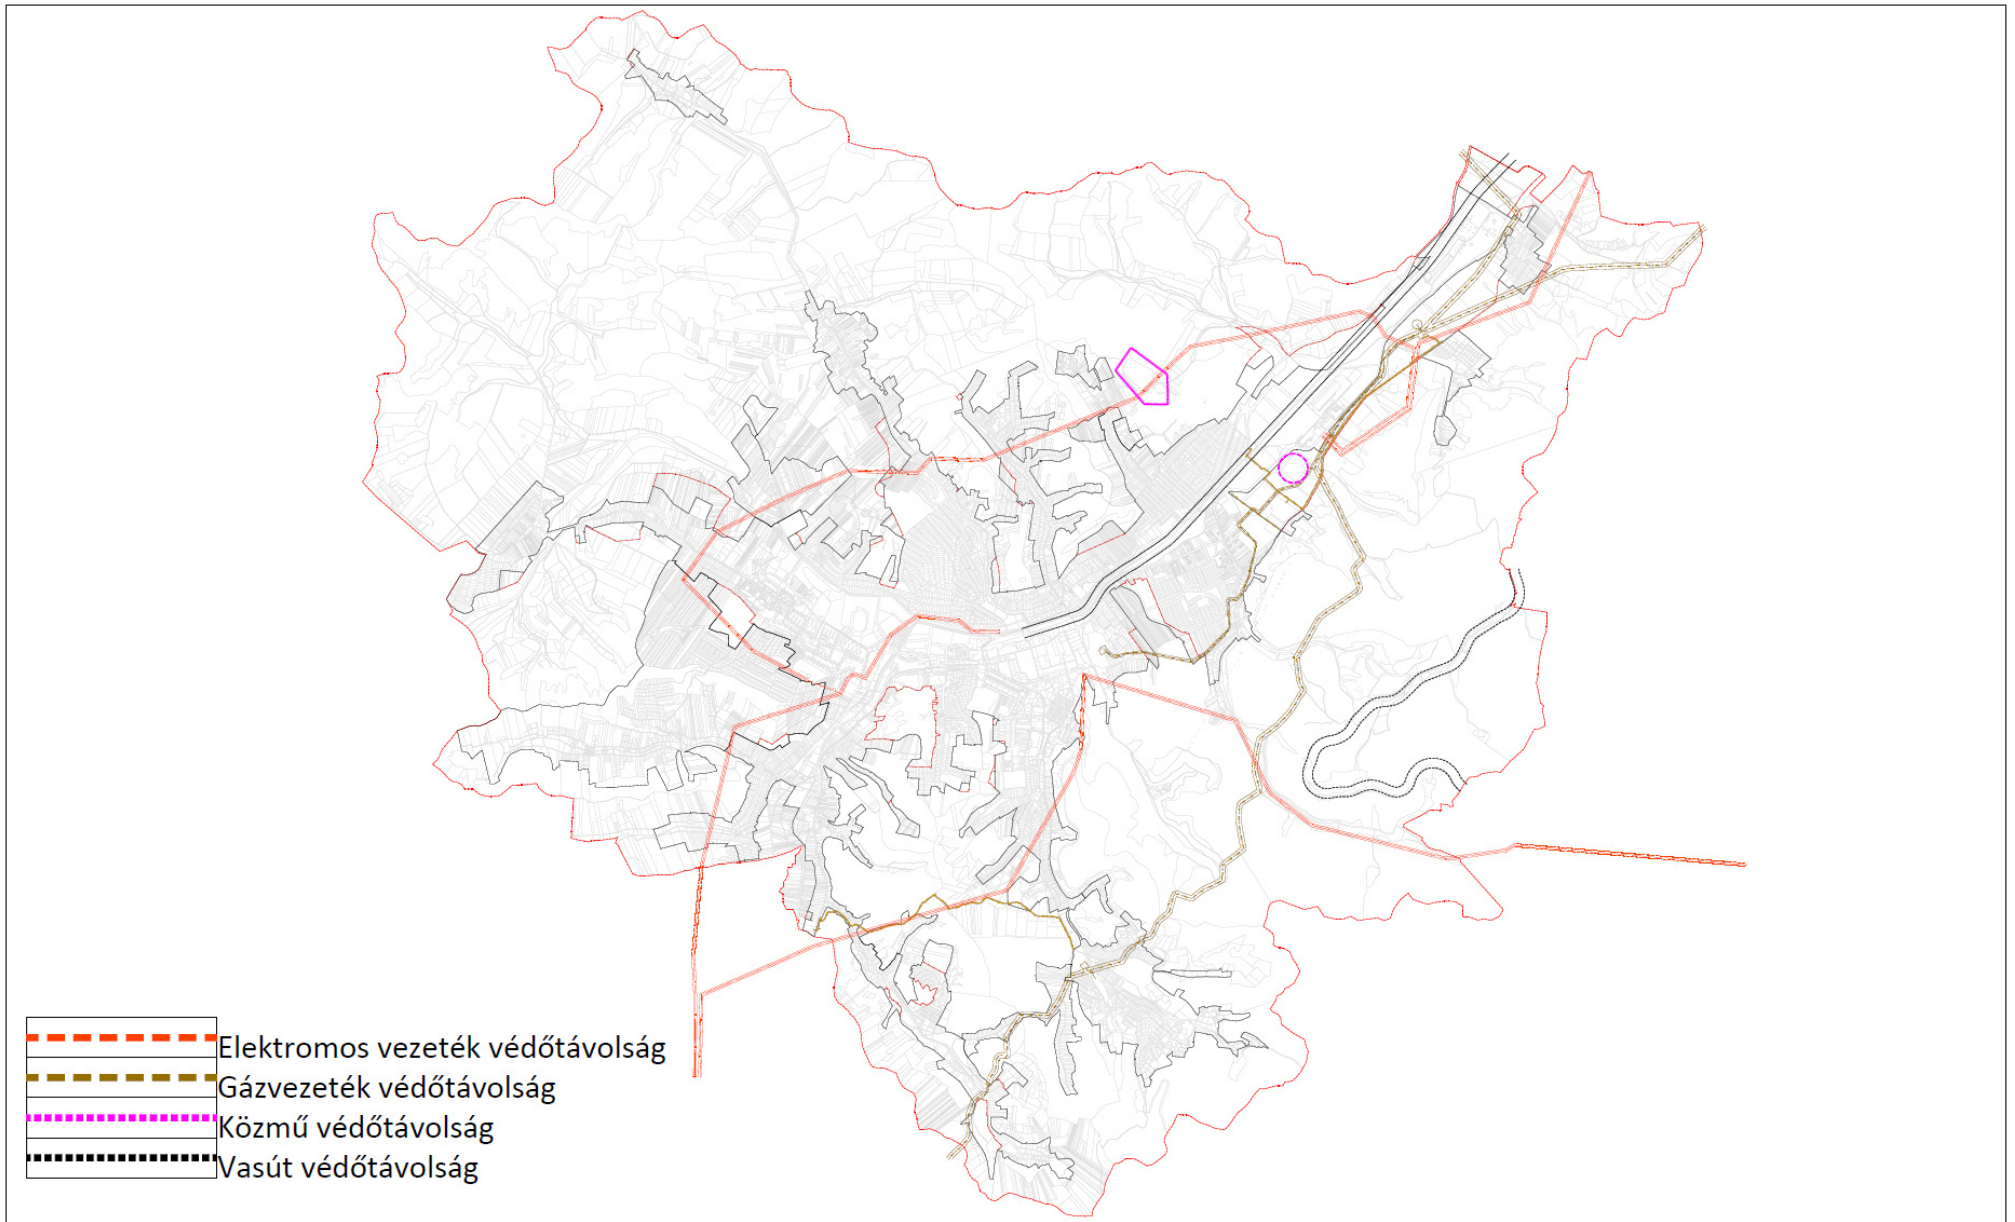 Elektromos vezeték védőtávolság
Gázvezeték védőtávolság
Közmű védőtávolság
Vasút védőtávolság